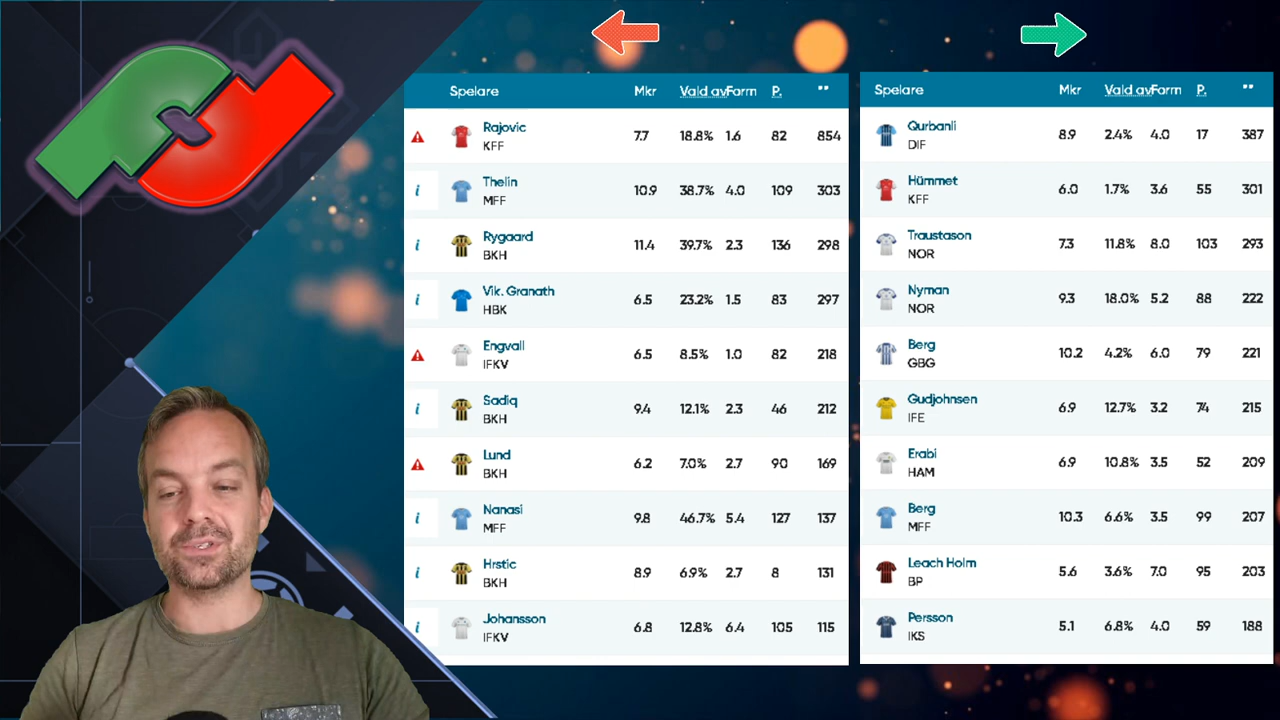 Spelare Mkr Vald av Form P. "
Rajovic 7.7 18.8% 1.6 82 854
KFF
Thelin 10.9 38.7% 4.0 109 303
MFF
Rygaard 11.4 39.7% 2.3 136 298
BKH
Vik. Granath 6.5 23.2% 1.5 83 297
HBK
Engvall 6.5 8.5% 1.0 82 218
IFKV
Sadiq 9.4 12.1% 2.3 46 212
BKH
Lund 6.2 7.0% 2.7 90 169
BKH
Nanasi 9.8 46.7% 5.4 127 137
MFF
Hrstic 8.9 6.9% 2.7 8 131
BKH
Johansson 6.8 12.8% 6.4 105 115
IFKV
Spelare Mkr Vald av Form P. "
Qurbanli 8.9 2.4% 4.0 17 387
DIF
Hümmet 6.0 1.7% 3.6 55 301
KFF
Traustason 7.3 11.8% 8.0 103 293
NOR
Nyman 9.3 18.0% 5.2 88 222
NOR
Berg 10.2 4.2% 6.0 79 221
GBG
Gudjohnsen 6.9 12.7% 3.2 74 215
IFE
Erabi 6.9 10.8% 3.5 52 209
HAM
Berg 10.3 6.6% 3.5 99 207
MFF
Leach Holm 5.6 3.6% 7.0 95 203
BP
Persson 5.1 6.8% 4.0 59 188
IKS